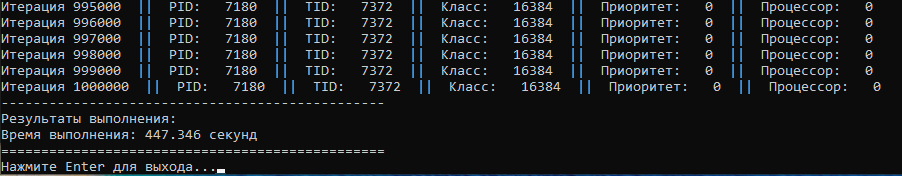 Итерация 995000  ||  PID:   7180  ||  TID:   7372  ||  Класс:   16384  ||  Приоритет:   0  ||  Процессор:   0
Итерация 996000  ||  PID:   7180  ||  TID:   7372  ||  Класс:   16384  ||  Приоритет:   0  ||  Процессор:   0
Итерация 997000  ||  PID:   7180  ||  TID:   7372  ||  Класс:   16384  ||  Приоритет:   0  ||  Процессор:   0
Итерация 998000  ||  PID:   7180  ||  TID:   7372  ||  Класс:   16384  ||  Приоритет:   0  ||  Процессор:   0
Итерация 999000  ||  PID:   7180  ||  TID:   7372  ||  Класс:   16384  ||  Приоритет:   0  ||  Процессор:   0
Итерация 1000000  ||  PID:   7180  ||  TID:   7372  ||  Класс:   16384  ||  Приоритет:   0  ||  Процессор:   0
------------------------------------------------
Результаты выполнения:
Время выполнения: 447.346 секунд
================================================
Нажмите Enter для выхода...